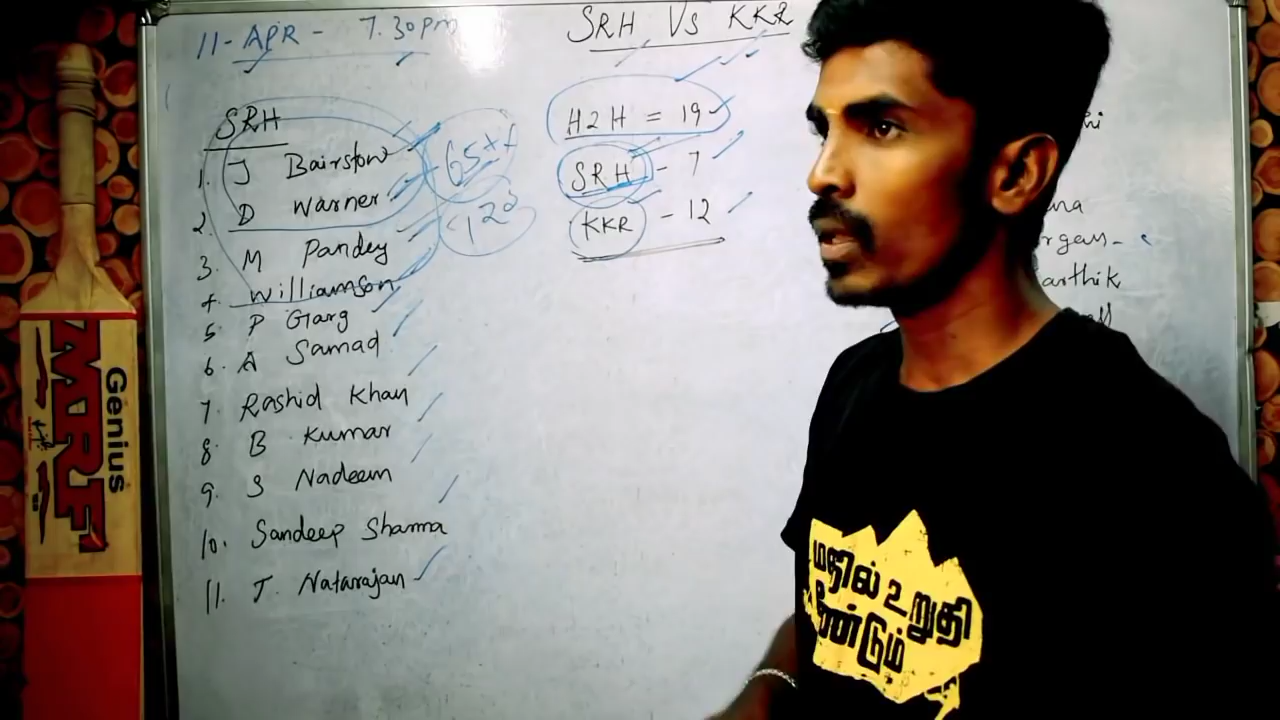 11-APR - 7.30pm
SRH Vs KKR
SRH
1. J Bairstow
2. D Warner
3. M Pandey
4. Williamson
5. P Garg
6. A Samad
7. Rashid Khan
8. B Kumar
9. S Nadeem
10. Sandeep Sharma
11. T. Natarajan
65++
H2H = 19
SRH - 7
KKR - 12
arthik
Genius
MRF
மனதில் உறுதி
வேண்டும்